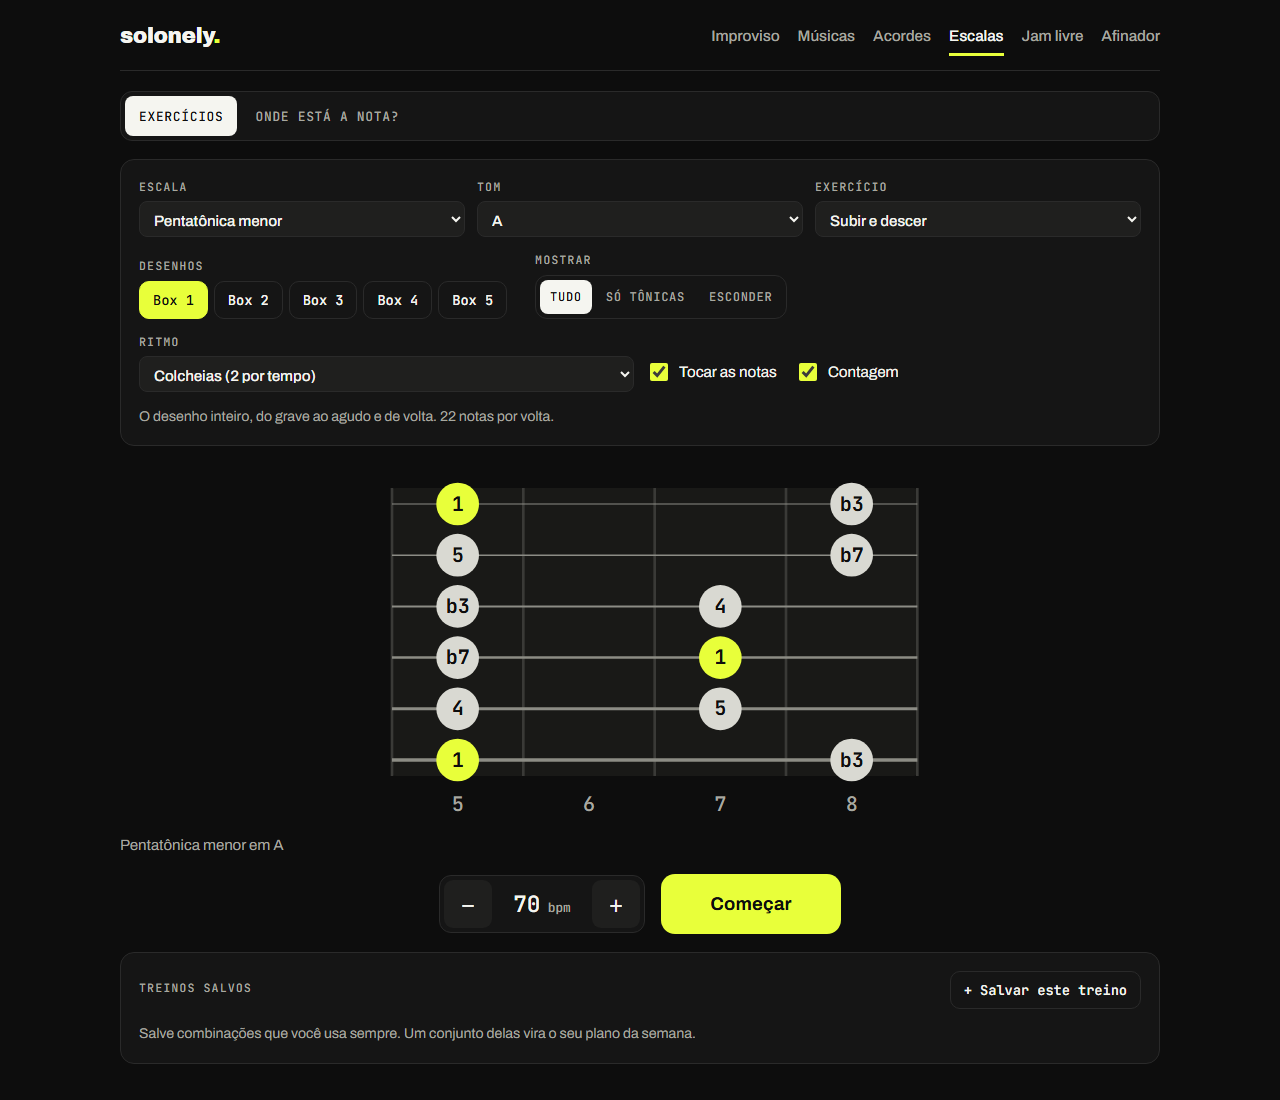 solonely.
Improviso Músicas Acordes Escalas Jam livre Afinador
EXERCÍCIOS ONDE ESTÁ A NOTA?
ESCALA TOM EXERCÍCIO
Pentatônica menor A Subir e descer
DESENHOS MOSTRAR
Box 1 Box 2 Box 3 Box 4 Box 5 TUDO SÓ TÔNICAS ESCONDER
RITMO
Colcheias (2 por tempo) Tocar as notas Contagem
O desenho inteiro, do grave ao agudo e de volta. 22 notas por volta.
1 b3
5 b7
b3 4
b7 1
4 5
1 b3
5 6 7 8
Pentatônica menor em A
− 70 bpm + Começar
TREINOS SALVOS + Salvar este treino
Salve combinações que você usa sempre. Um conjunto delas vira o seu plano da semana.